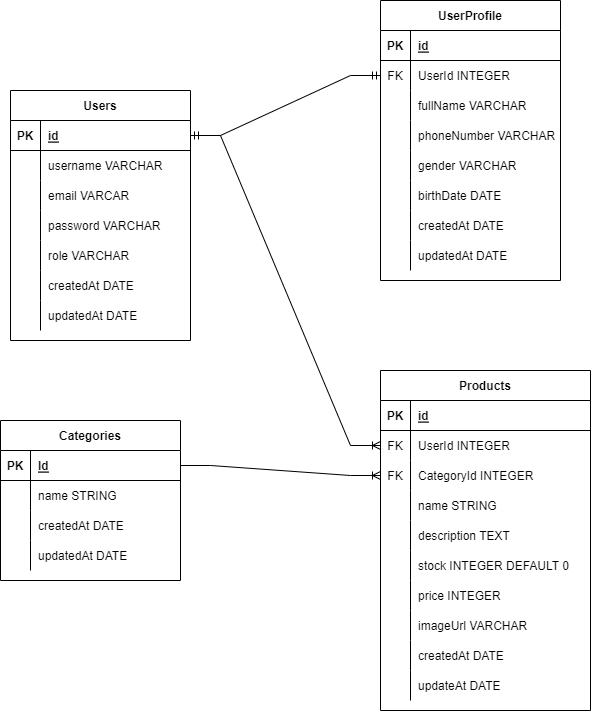 Users
PK id
username VARCHAR
email VARCAR
password VARCHAR
role VARCHAR
createdAt DATE
updatedAt DATE
UserProfile
PK id
FK UserId INTEGER
fullName VARCHAR
phoneNumber VARCHAR
gender VARCHAR
birthDate DATE
createdAt DATE
updatedAt DATE
Categories
PK Id
name STRING
createdAt DATE
updatedAt DATE
Products
PK id
FK UserId INTEGER
FK CategoryId INTEGER
name STRING
description TEXT
stock INTEGER DEFAULT 0
price INTEGER
imageUrl VARCHAR
createdAt DATE
updateAt DATE